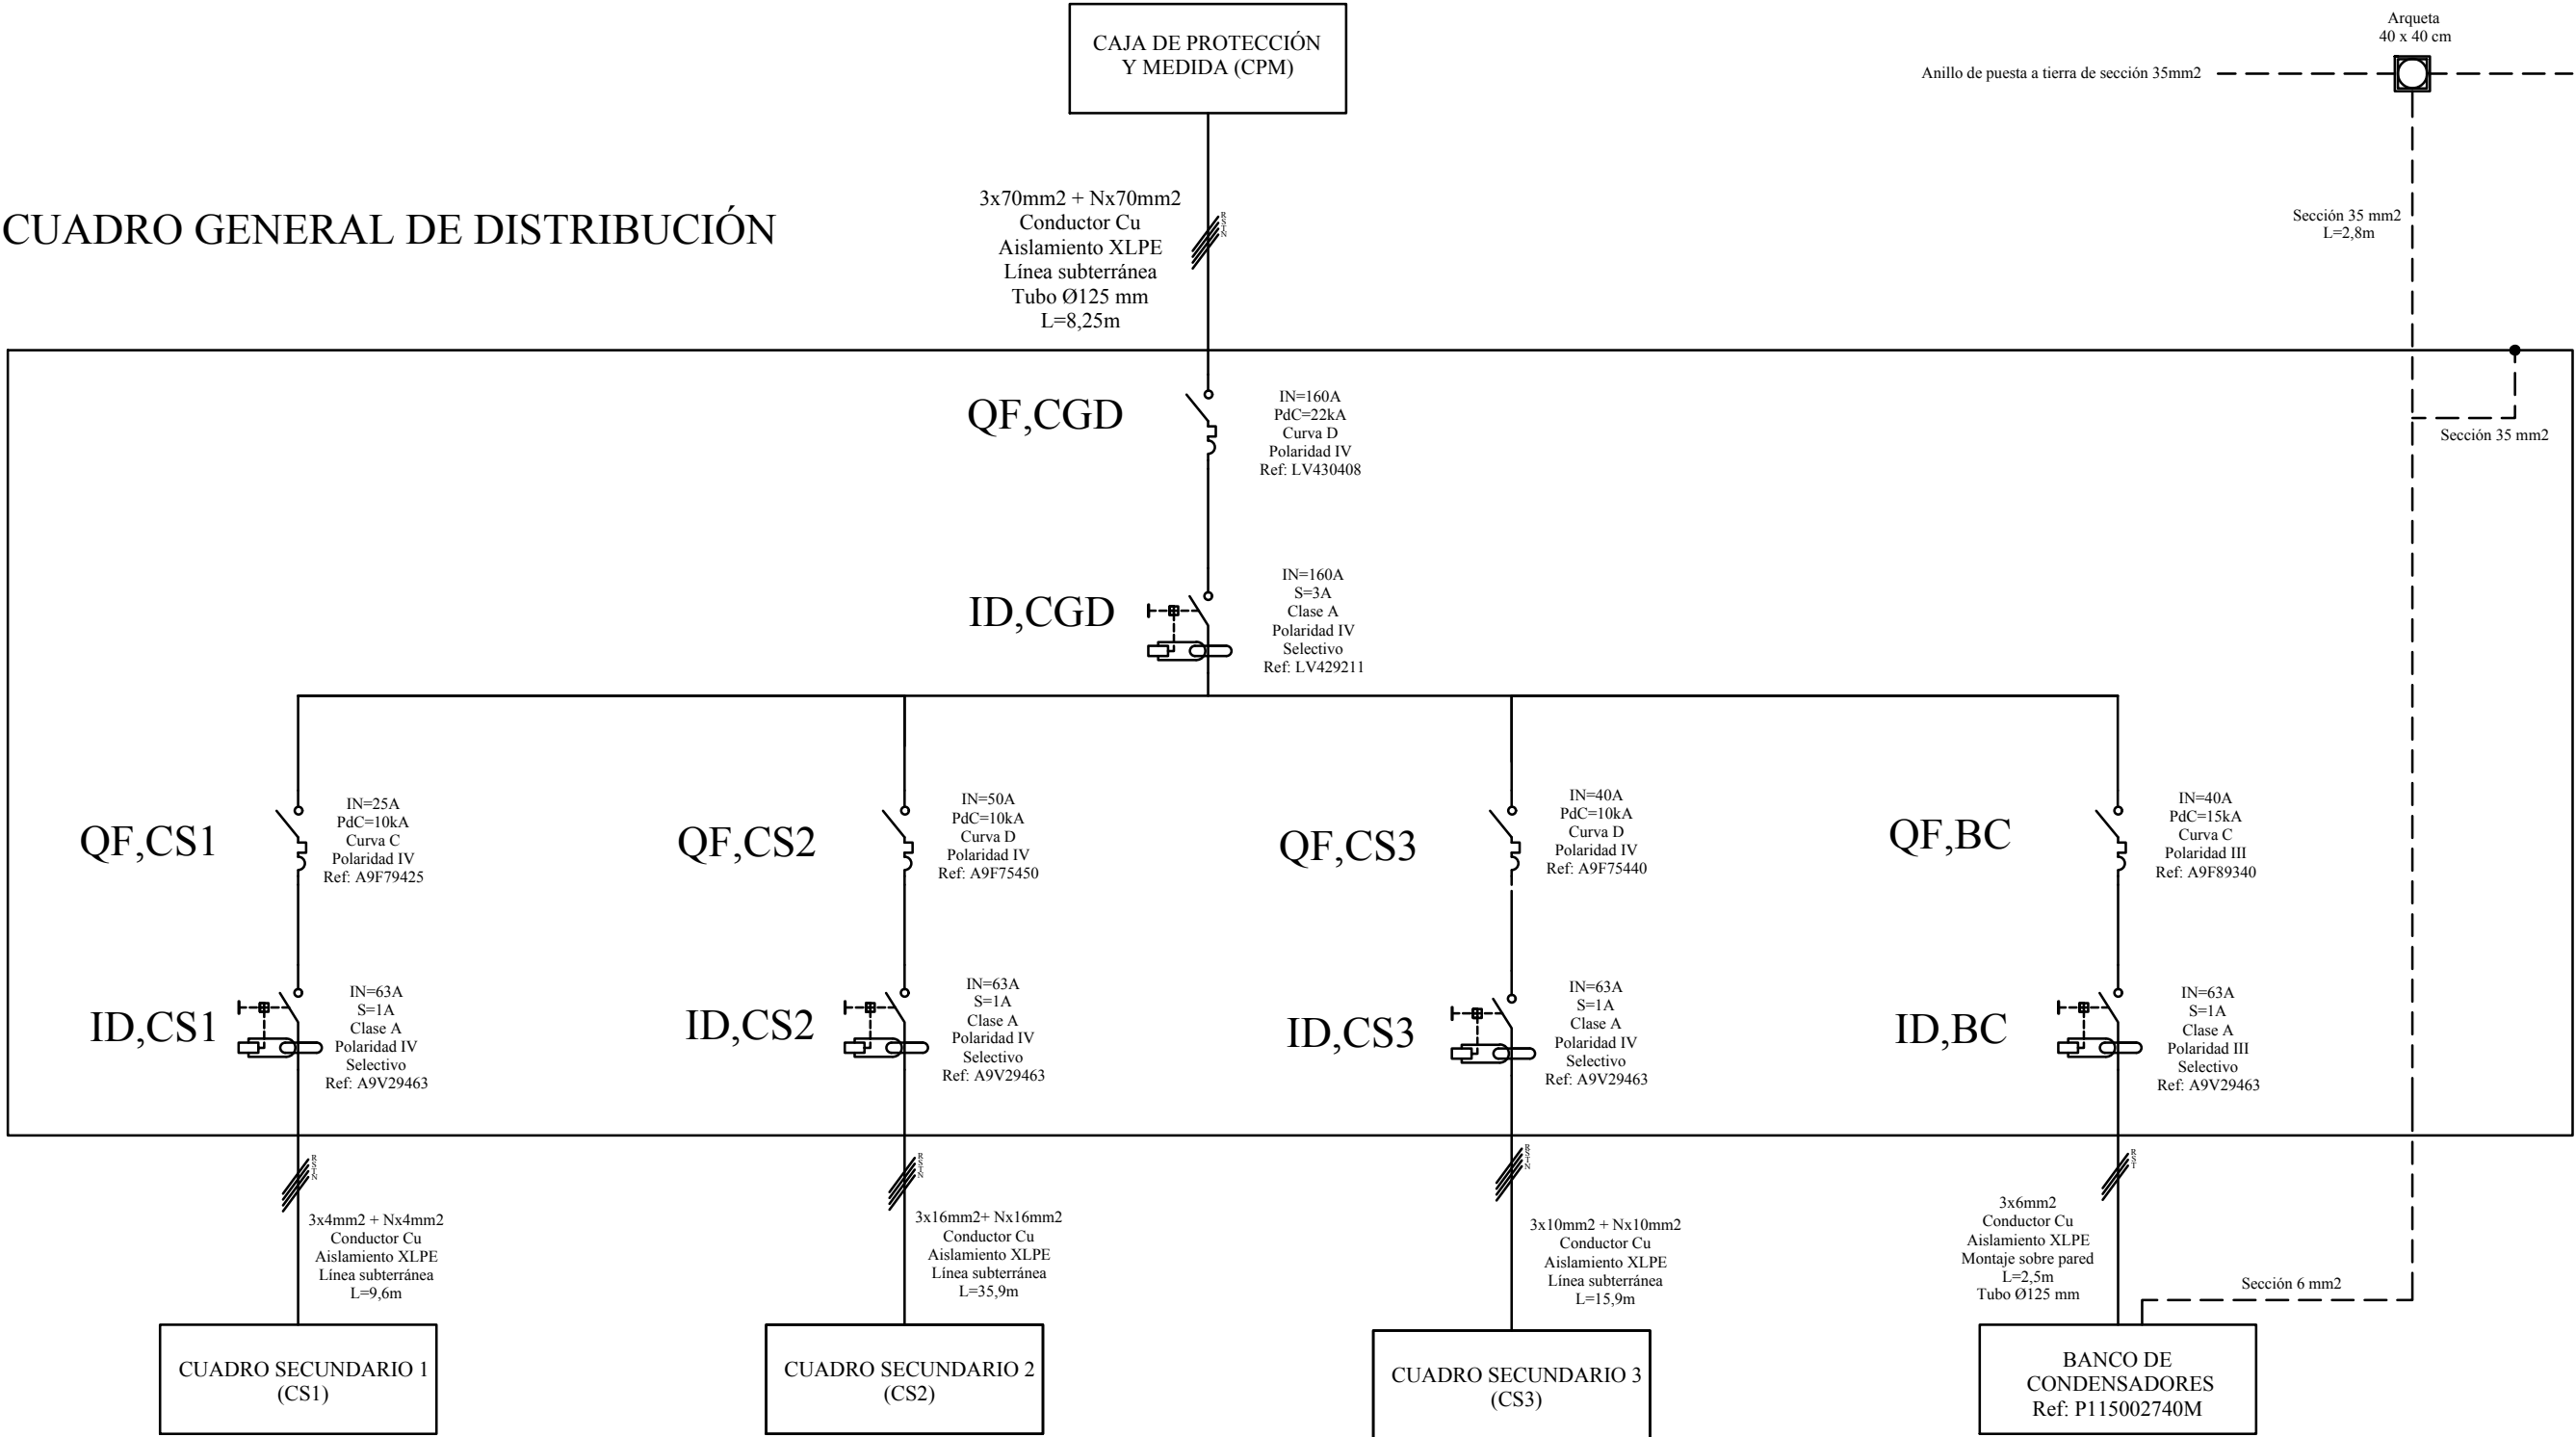 CAJA DE PROTECCIÓN
Y MEDIDA (CPM)
Arqueta
40 x 40 cm
Anillo de puesta a tierra de sección 35mm2
CUADRO GENERAL DE DISTRIBUCIÓN
3x70mm2 + Nx70mm2
Conductor Cu
Aislamiento XLPE
Línea subterránea
Tubo Ø125 mm
L=8,25m
RSTN
Sección 35 mm2
L=2,8m
QF,CGD
IN=160A
PdC=22kA
Curva D
Polaridad IV
Ref: LV430408
Sección 35 mm2
ID,CGD
IN=160A
S=3A
Clase A
Polaridad IV
Selectivo
Ref: LV429211
QF,CS1
IN=25A
PdC=10kA
Curva C
Polaridad IV
Ref: A9F79425
QF,CS2
IN=50A
PdC=10kA
Curva D
Polaridad IV
Ref: A9F75450
QF,CS3
IN=40A
PdC=10kA
Curva D
Polaridad IV
Ref: A9F75440
QF,BC
IN=40A
PdC=15kA
Curva C
Polaridad III
Ref: A9F89340
ID,CS1
IN=63A
S=1A
Clase A
Polaridad IV
Selectivo
Ref: A9V29463
ID,CS2
IN=63A
S=1A
Clase A
Polaridad IV
Selectivo
Ref: A9V29463
ID,CS3
IN=63A
S=1A
Clase A
Polaridad IV
Selectivo
Ref: A9V29463
ID,BC
IN=63A
S=1A
Clase A
Polaridad III
Selectivo
Ref: A9V29463
RSTN
3x4mm2 + Nx4mm2
Conductor Cu
Aislamiento XLPE
Línea subterránea
L=9,6m
RSTN
3x16mm2+ Nx16mm2
Conductor Cu
Aislamiento XLPE
Línea subterránea
L=35,9m
RSTN
3x10mm2 + Nx10mm2
Conductor Cu
Aislamiento XLPE
Línea subterránea
L=15,9m
RST
3x6mm2
Conductor Cu
Aislamiento XLPE
Montaje sobre pared
L=2,5m
Tubo Ø125 mm
Sección 6 mm2
CUADRO SECUNDARIO 1
(CS1)
CUADRO SECUNDARIO 2
(CS2)
CUADRO SECUNDARIO 3
(CS3)
BANCO DE
CONDENSADORES
Ref: P115002740M